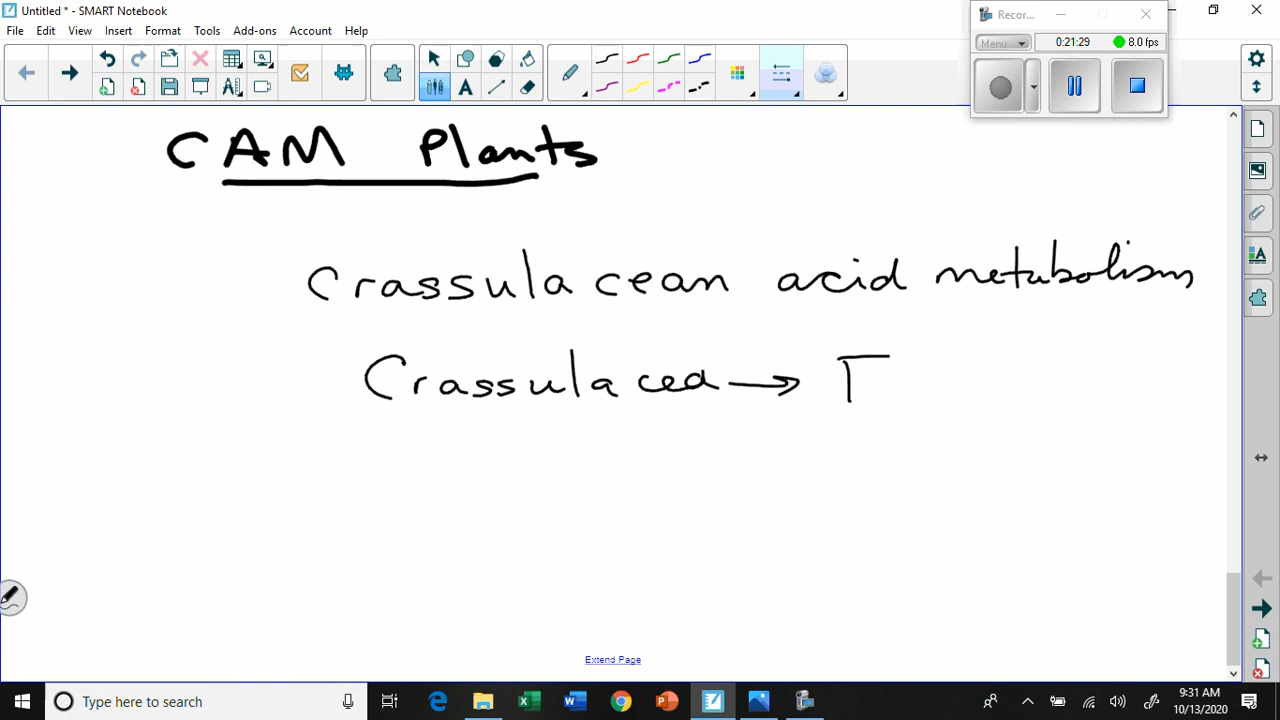 Untitled * - SMART Notebook
File Edit View Insert Format Tools Add-ons Account Help
Recor...
Menu
0:21:29
8.0 fps
CAM Plants
Crassulacean acid metabolism
Crassulacea →
Extend Page
Type here to search
9:31 AM
10/13/2020